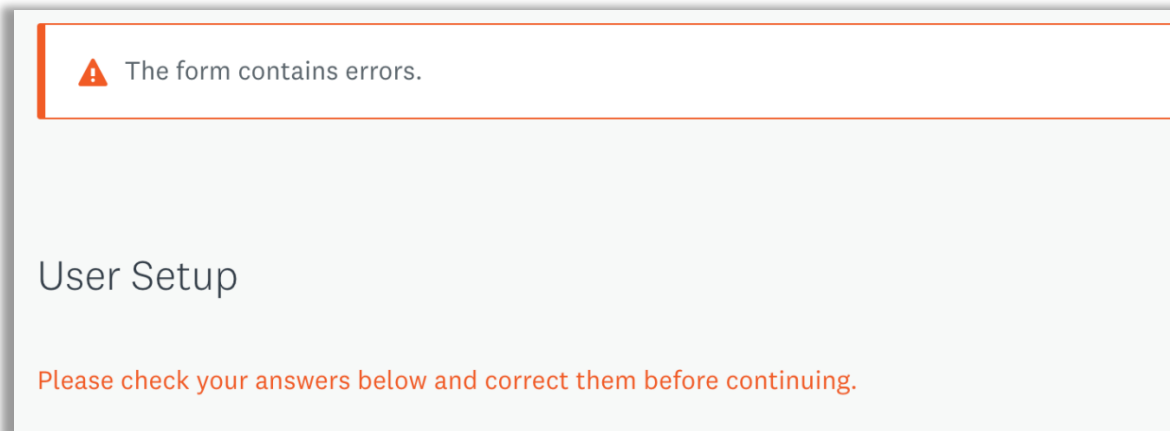 The form contains errors.
User Setup
Please check your answers below and correct them before continuing.